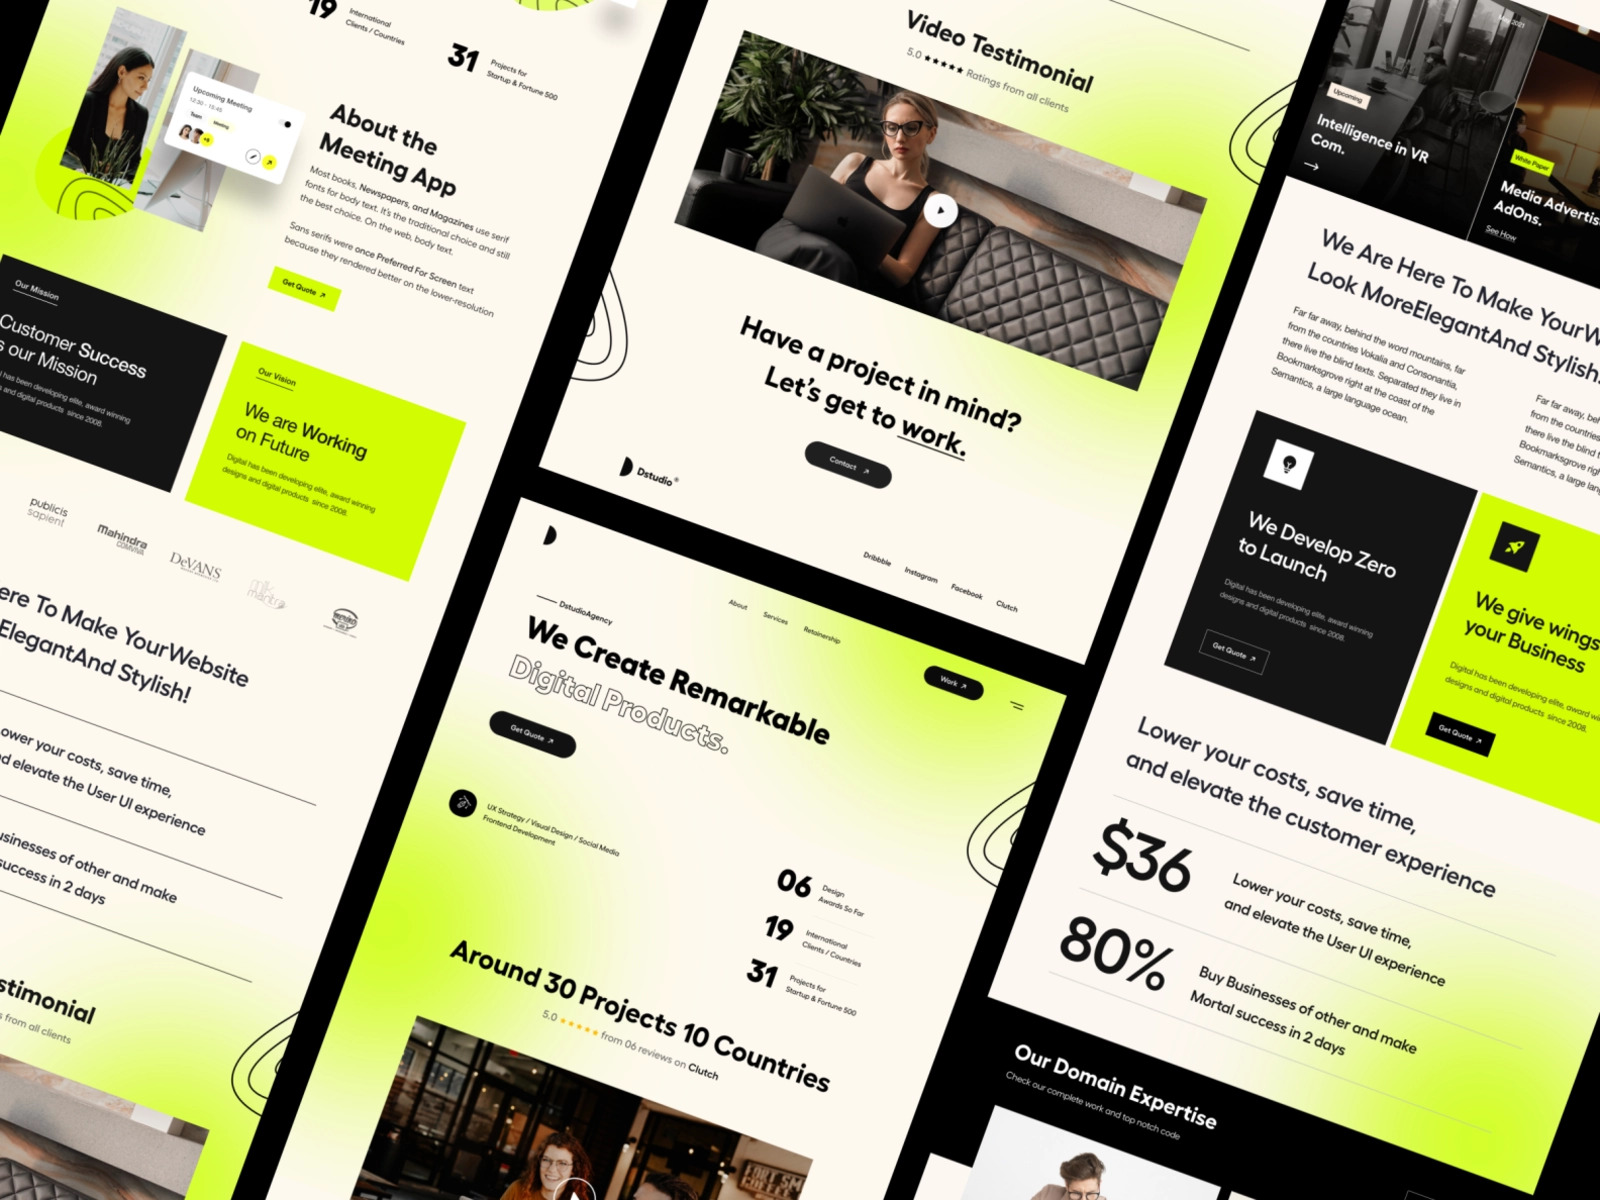 19
International
Clients / Countries
31
Projects for
Startup & Fortune 500
Upcoming Meeting
12:30 - 15:45
Team
Meeting
About the
Meeting App
Most books, Newspapers, and Magazines use serif
fonts for body text. It's the traditional choice and still
the best choice. On the web, body text.
Sans serifs were once Preferred For Screen text
because they rendered better on the lower-resolution
Get Quote
Our Mission
Customer Success
s our Mission
l has been developing elite, award winning
s and digital products since 2008.
Our Vision
We are Working
on Future
Digital has been developing elite, award winning
designs and digital products since 2008.
publicis
sapient
mahindra
COMVIVA
DeVANS
milk
mantra
ere To Make YourWebsite
ElegantAnd Stylish!
ower your costs, save time,
nd elevate the User UI experience
usinesses of other and make
success in 2 days
stimonial
s from all clients
Video Testimonial
5.0 ★★★★★ Ratings from all clients
Have a project in mind?
Let's get to work.
Contact
Dstudio®
Dribbble
Instagram
Facebook
Clutch
About
Services
Retainership
Work
DstudioAgency
We Create Remarkable
Digital Products.
Get Quote
UX Strategy / Visual Design / Social Media
Frontend Development
06
Design
Awards So Far
19
International
Clients / Countries
31
Projects for
Startup & Fortune 500
Around 30 Projects 10 Countries
5.0 ★★★★★ from 06 reviews on Clutch
2021
Upcoming
Intelligence in VR
Com.
White Paper
Media Advertis
AdOns.
See How
We Are Here To Make YourW
Look MoreElegantAnd Stylish!
Far far away, behind the word mountains, far
from the countries Vokalia and Consonantia,
there live the blind texts. Separated they live in
Bookmarksgrove right at the coast of the
Semantics, a large language ocean.
Far far away, beh
from the countries
there live the blind t
Bookmarksgrove righ
Semantics, a large lang
We Develop Zero
to Launch
Digital has been developing elite, award winning
designs and digital products since 2008.
Get Quote
We give wings
your Business
Digital has been developing elite, award wi
designs and digital products since 2008.
Get Quote
Lower your costs, save time,
and elevate the customer experience
$36
Lower your costs, save time,
and elevate the User UI experience
80%
Buy Businesses of other and make
Mortal success in 2 days
Our Domain Expertise
Check our complete work and top notch code